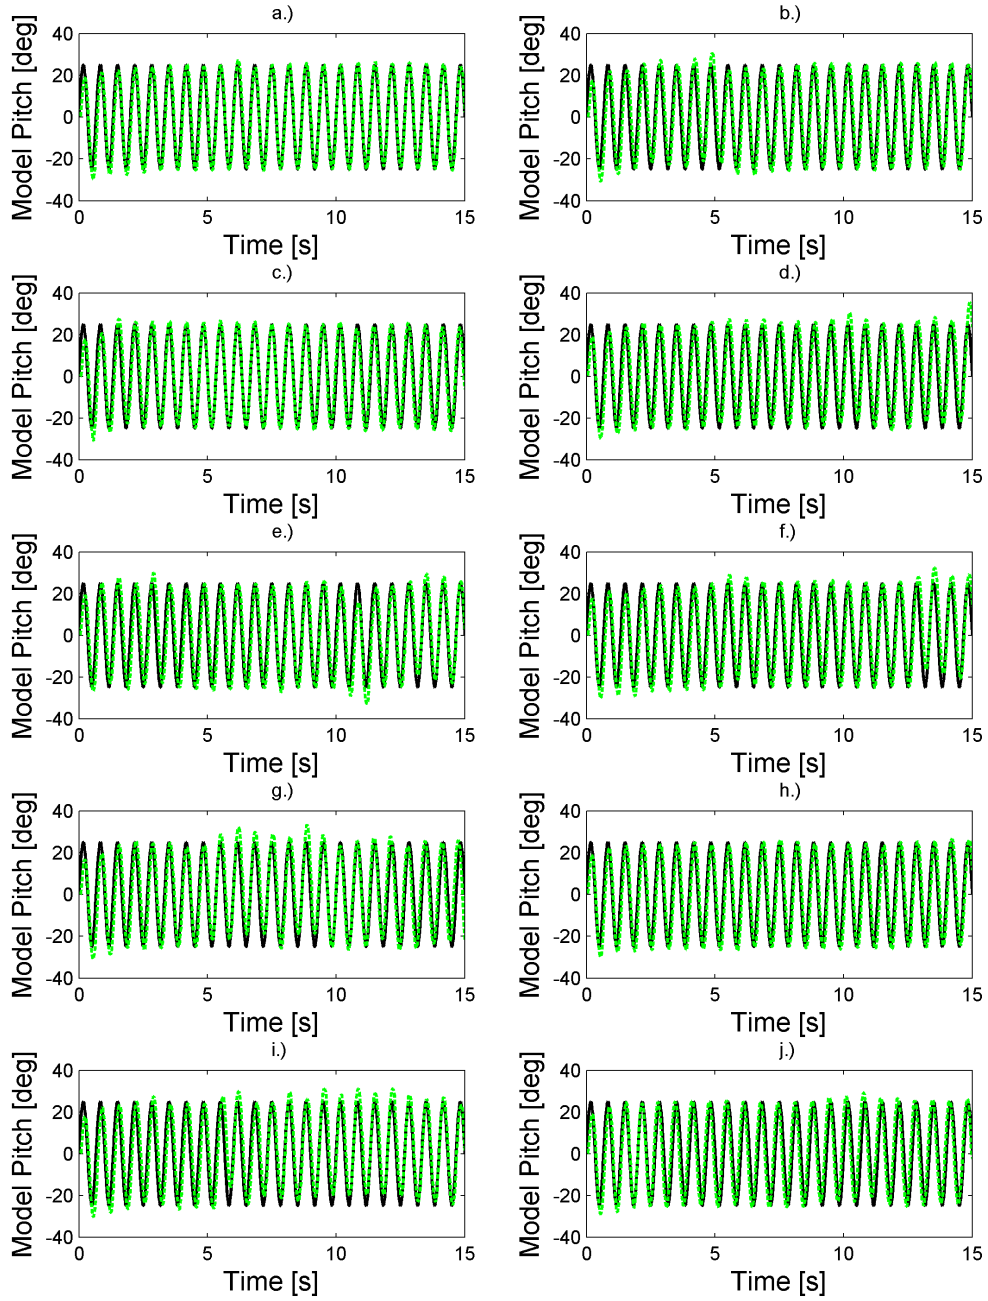 a.) b.)
Model Pitch [deg] 40 20 0 -20 -40 Model Pitch [deg] 40 20 0 -20 -40
0 5 10 15 0 5 10 15
Time [s] Time [s]
c.) d.)
Model Pitch [deg] 40 20 0 -20 -40 Model Pitch [deg] 40 20 0 -20 -40
0 5 10 15 0 5 10 15
Time [s] Time [s]
e.) f.)
Model Pitch [deg] 40 20 0 -20 -40 Model Pitch [deg] 40 20 0 -20 -40
0 5 10 15 0 5 10 15
Time [s] Time [s]
g.) h.)
Model Pitch [deg] 40 20 0 -20 -40 Model Pitch [deg] 40 20 0 -20 -40
0 5 10 15 0 5 10 15
Time [s] Time [s]
i.) j.)
Model Pitch [deg] 40 20 0 -20 -40 Model Pitch [deg] 40 20 0 -20 -40
0 5 10 15 0 5 10 15
Time [s] Time [s]